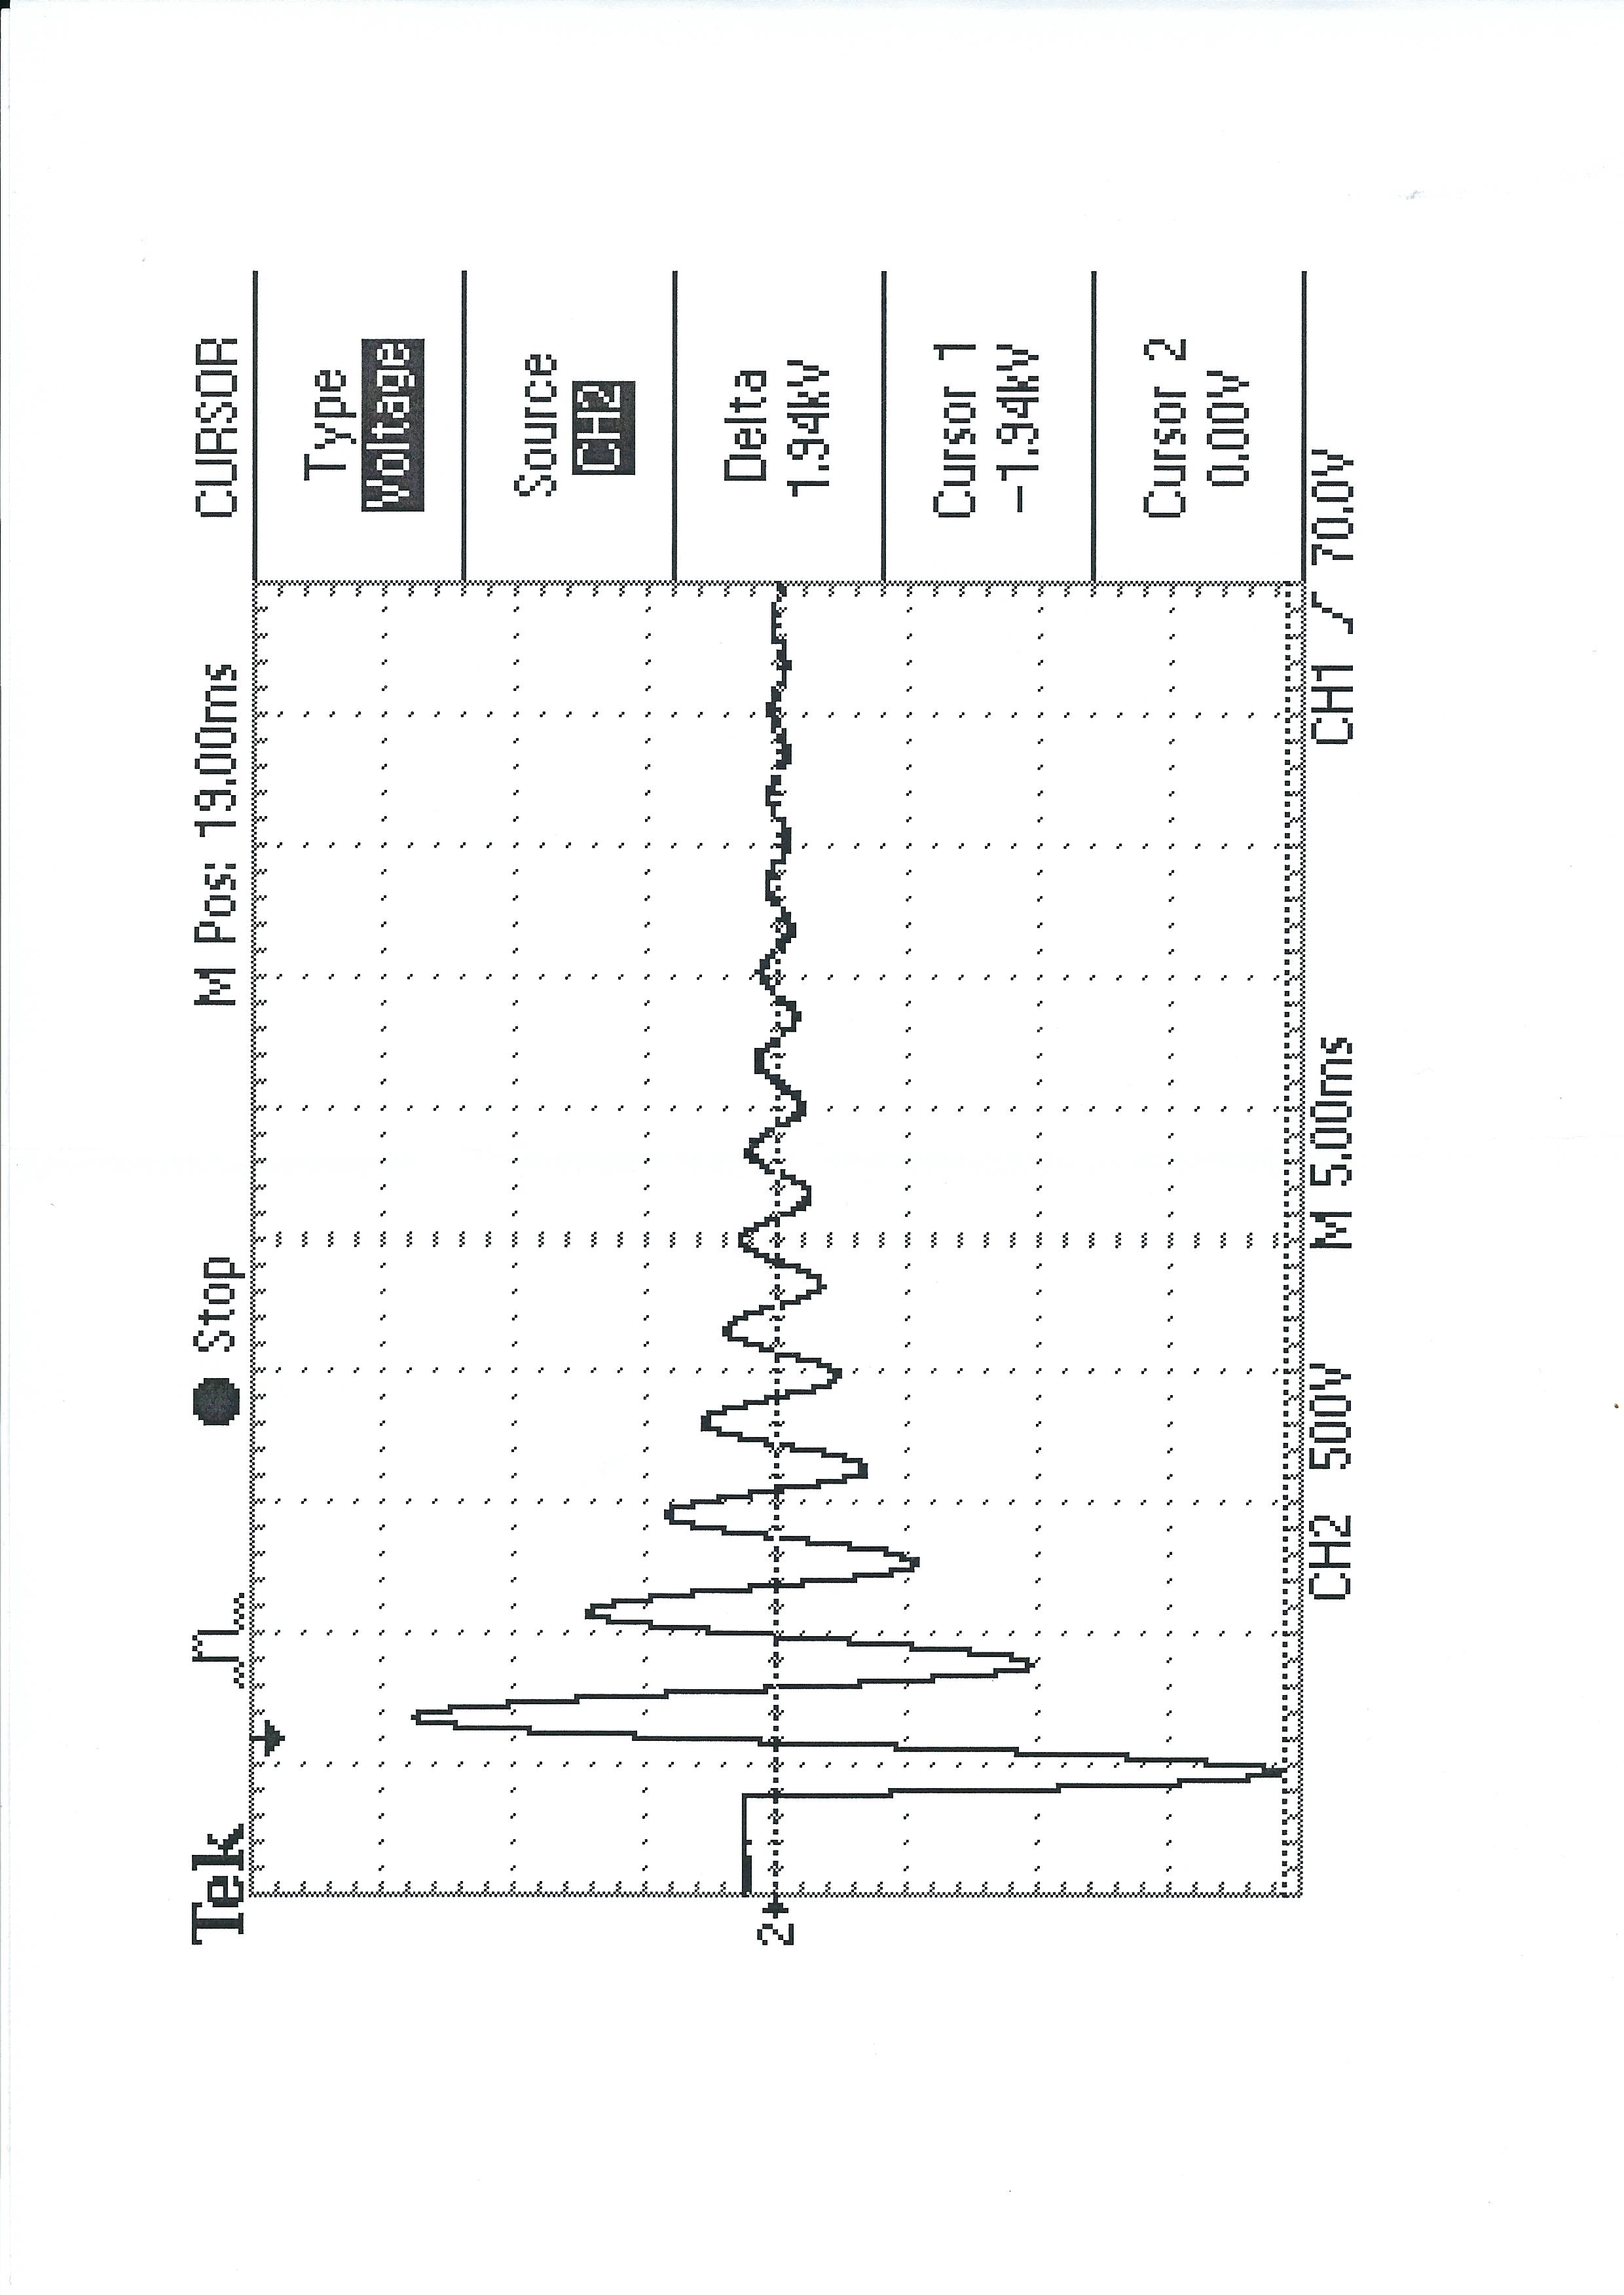 Tek Stop M Pos: 19.00ms CURSOR
Type
Voltage
Source
CH2
Delta
1.94kV
Cursor 1
-1.94kV
Cursor 2
0.00V
2
CH2 500V M 5.00ms CH1 70.0V